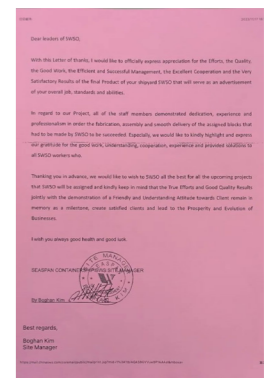 Dear leaders of SWSO,
With this Letter of thanks, I would like to officially express appreciation for the Efforts, the Quality,
the Good Work, the Efficient and Successful Management, the Excellent Cooperation and the Very
Satisfactory Results of the final Product of your shipyard SWSO that will serve as an advertisement
of your overall job, standards and abilities.
In regard to our Project, all of the staff members demonstrated dedication, experience and
professionalism in order the fabrication, assembly and smooth delivery of the assigned blocks that
had to be made by SWSO to be succeeded. Especially, we would like to kindly highlight and express
our gratitude for the good work, understanding, cooperation, experience and provided solutions to
all SWSO workers who
Thanking you in advance, we would like to wish to SWSO all the best for all the upcoming projects
that SWSO will be assigned and kindly keep in mind that the True Efforts and Good Quality Results
jointly with the demonstration of a Friendly and Understanding Attitude towards Client remain in
memory as a milestone, create satisfied clients and lead to the Prosperity and Evolution of
Businesses.
I wish you always good health and good luck
SITE MANAGER
SEASPAN CONTAINERSHIPS SITE MANAGER
By Boghan Kim
Best regards,
Boghan Kim
Site Manager